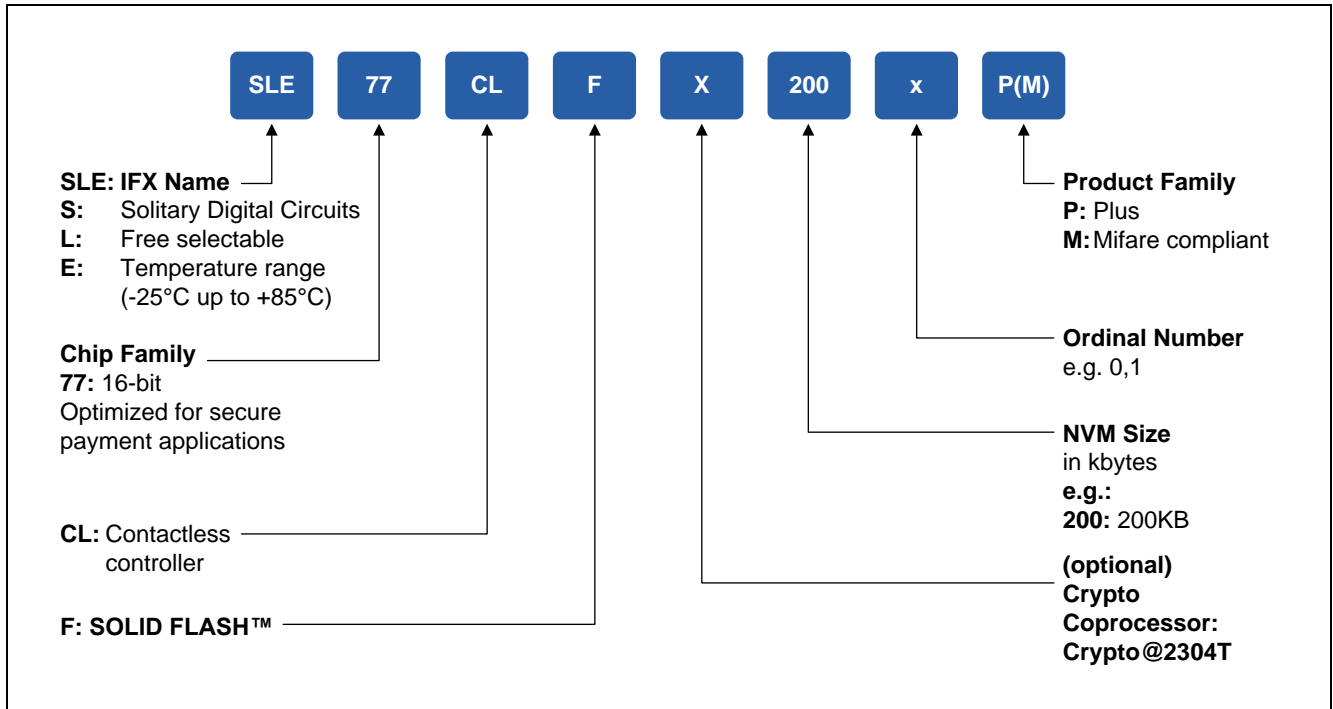 SLE 77 CL F X 200 x P(M)
SLE: IFX Name
S: Solitary Digital Circuits
L: Free selectable
E: Temperature range
(-25°C up to +85°C)
Chip Family
77: 16-bit
Optimized for secure
payment applications
CL: Contactless
controller
F: SOLID FLASH™
Product Family
P: Plus
M: Mifare compliant
Ordinal Number
e.g. 0,1
NVM Size
in kbytes
e.g.:
200: 200KB
(optional)
Crypto
Coprocessor:
Crypto@2304T